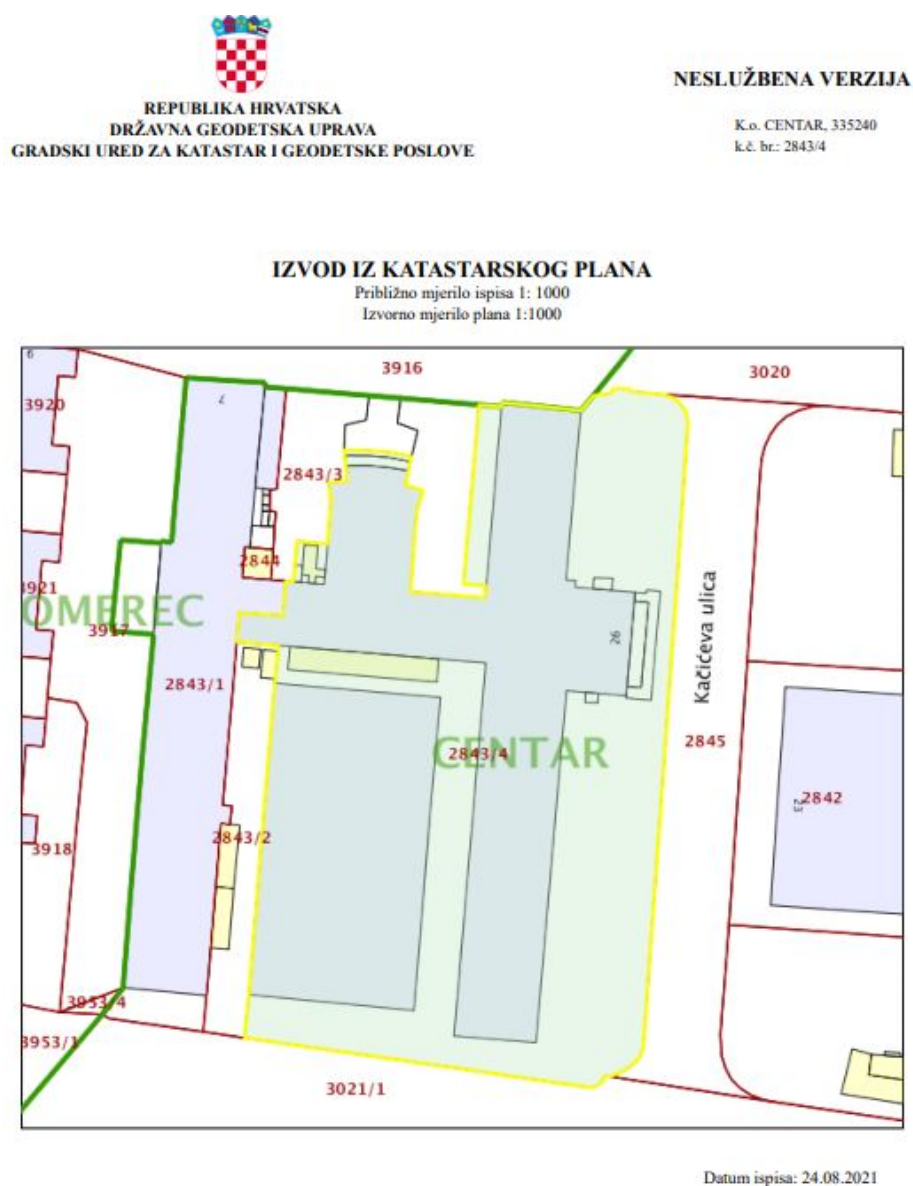 REPUBLIKA HRVATSKA
DRŽAVNA GEODETSKA UPRAVA
GRADSKI URED ZA KATASTAR I GEODETSKE POSLOVE
NESLUŽBENA VERZIJA
K.o. CENTAR, 335240
k.č. br.: 2843/4
IZVOD IZ KATASTARSKOG PLANA
Približno mjerilo ispisa 1: 1000
Izvorno mjerilo plana 1:1000
3916
3020
3920
7
2843/3
2844
3921
OMEREC
3917
26
Kačićeva ulica
2843/1
2845
CENTAR
2843/4
2842
23
2843/2
3918
3953/4
3953/1
3021/1
Datum ispisa: 24.08.2021